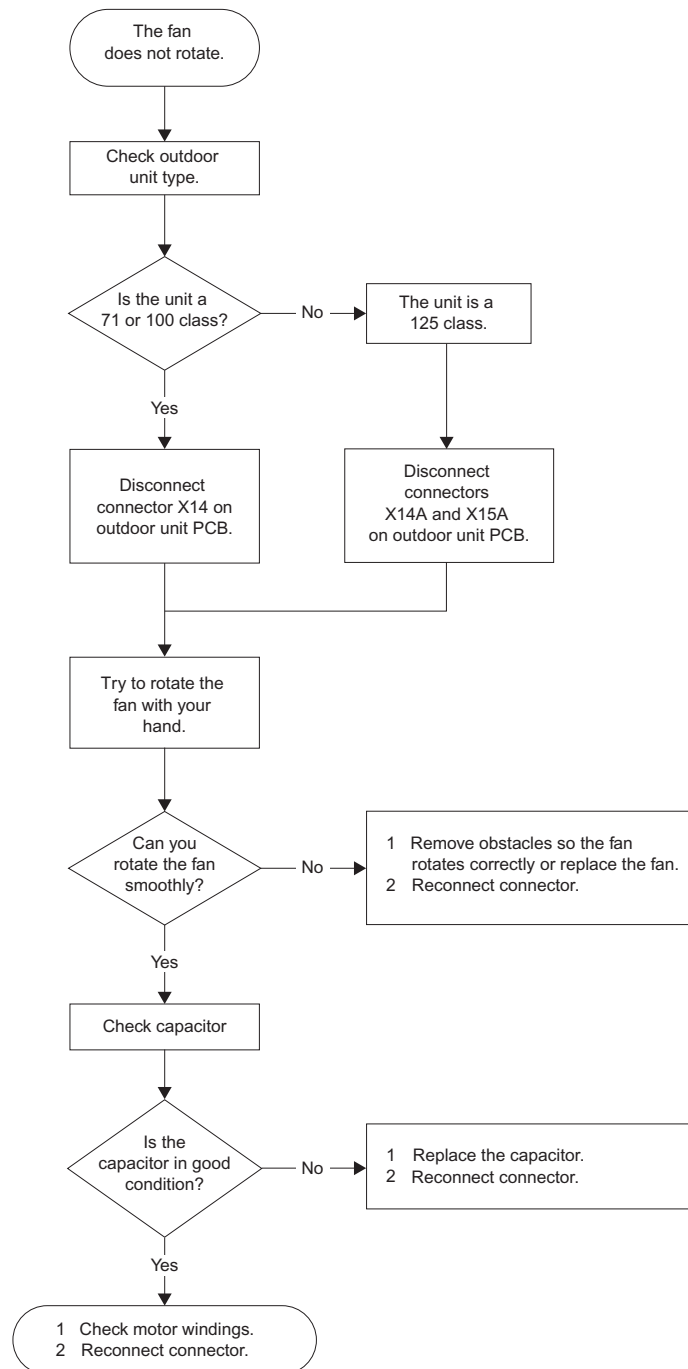 The fan
does not rotate.
Check outdoor
unit type.
Is the unit a
71 or 100 class?
No
The unit is a
125 class.
Yes
Disconnect
connector X14 on
outdoor unit PCB.
Disconnect
connectors
X14A and X15A
on outdoor unit PCB.
Try to rotate the
fan with your
hand.
Can you
rotate the fan
smoothly?
No
1 Remove obstacles so the fan
rotates correctly or replace the fan.
2 Reconnect connector.
Yes
Check capacitor
Is the
capacitor in good
condition?
No
1 Replace the capacitor.
2 Reconnect connector.
Yes
1 Check motor windings.
2 Reconnect connector.